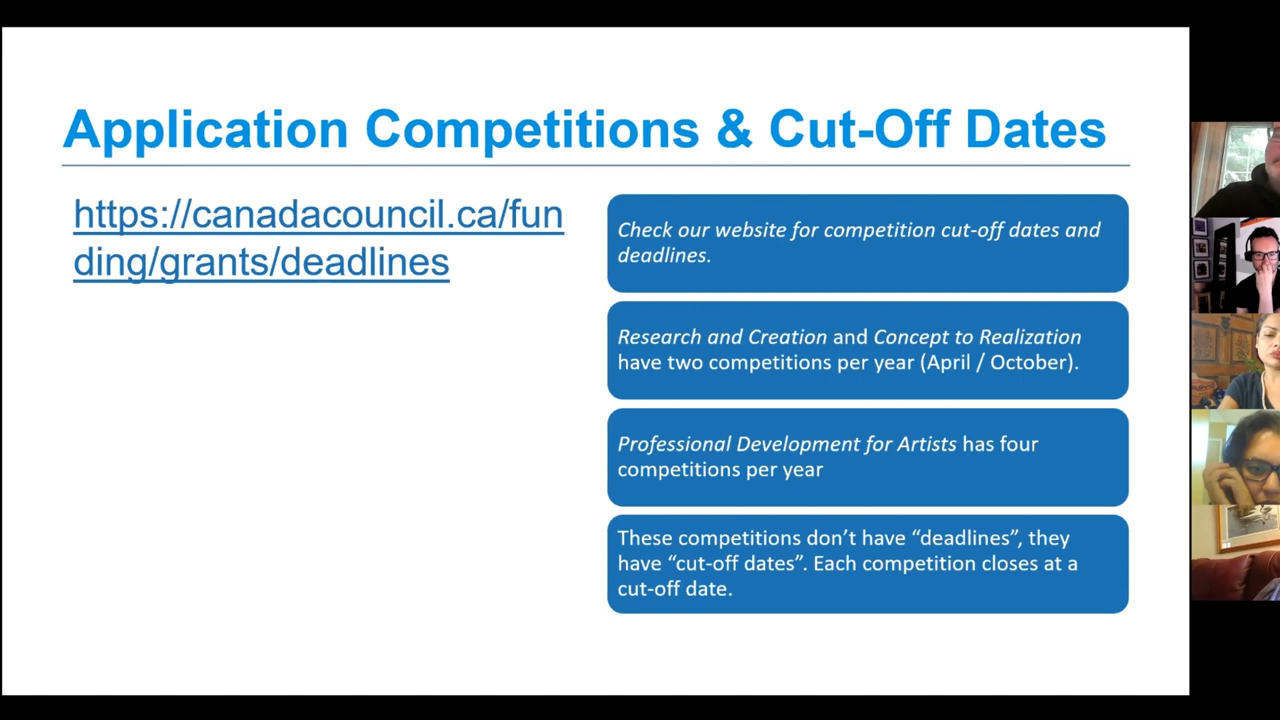 Application Competitions & Cut-Off Dates
https://canadacouncil.ca/fun
ding/grants/deadlines
Check our website for competition cut-off dates and
deadlines.
Research and Creation and Concept to Realization
have two competitions per year (April / October).
Professional Development for Artists has four
competitions per year
These competitions don’t have “deadlines”, they
have “cut-off dates”. Each competition closes at a
cut-off date.